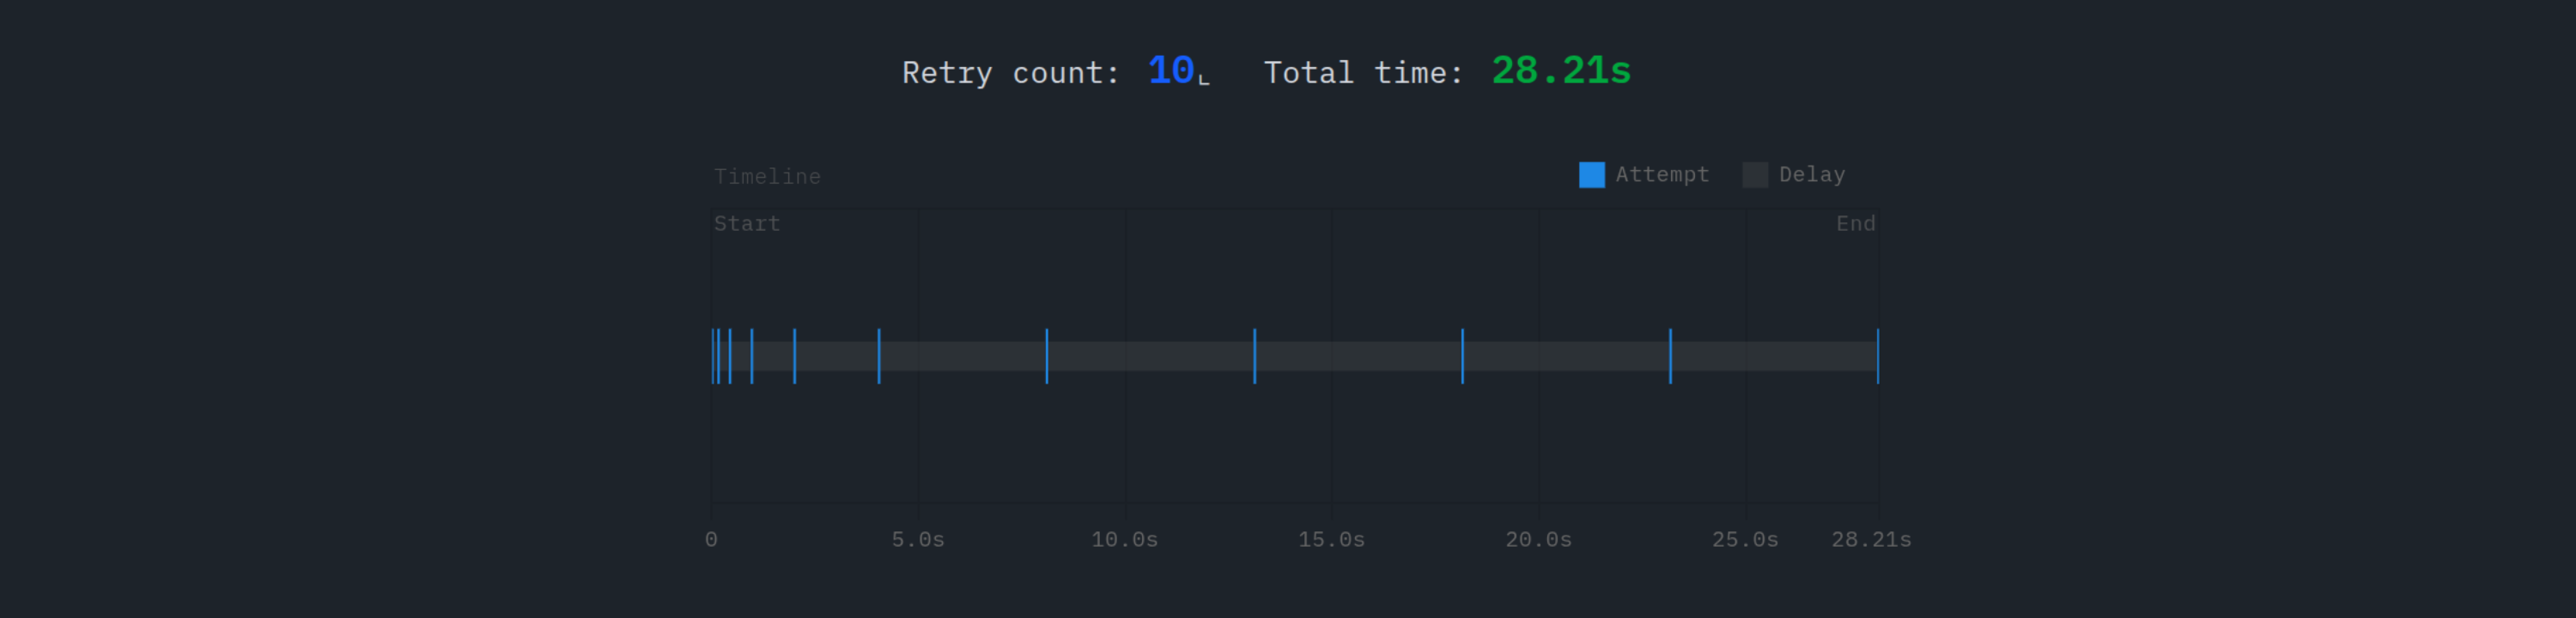 Retry count: 10 Total time: 28.21s
Timeline Attempt Delay
Start End
0 5.0s 10.0s 15.0s 20.0s 25.0s 28.21s